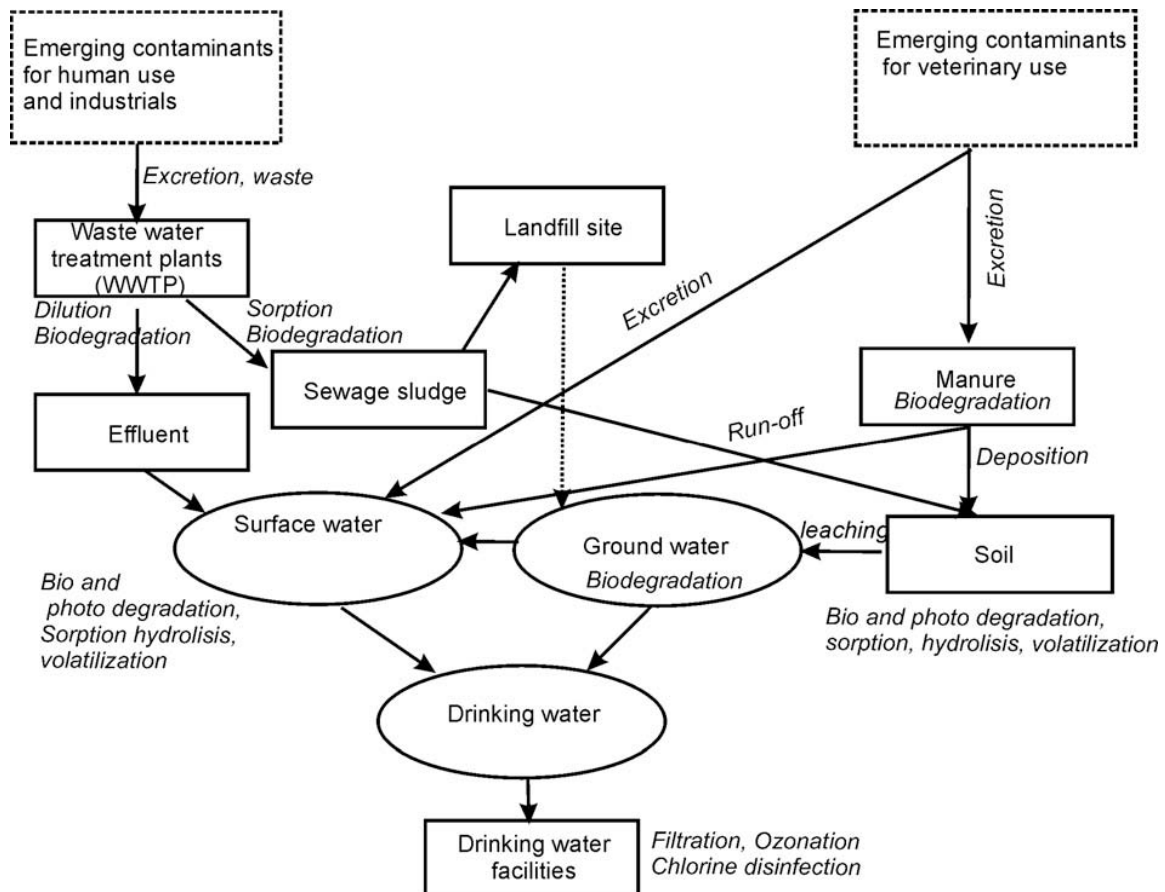 Emerging contaminants
for human use
and industrials
Emerging contaminants
for veterinary use
Excretion, waste
Waste water
treatment plants
(WWTP)
Landfill site
Excretion
Excretion
Dilution
Biodegradation
Sorption
Biodegradation
Sewage sludge
Manure
Biodegradation
Effluent
Run-off
Deposition
Surface water
Ground water
Biodegradation
leaching
Soil
Bio and
photo degradation,
Sorption hydrolisis,
volatilization
Bio and photo degradation,
sorption, hydrolisis, volatilization
Drinking water
Drinking water
facilities
Filtration, Ozonation
Chlorine disinfection